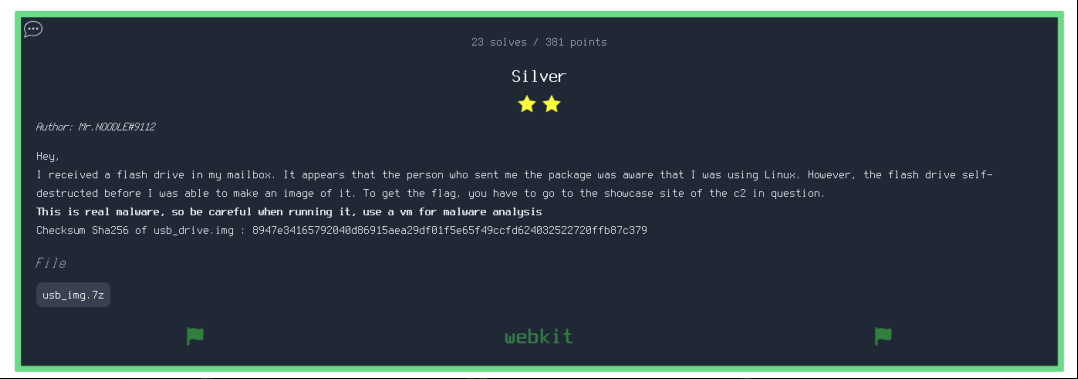 23 solves / 381 points
Silver
Author: Mr.NOODLE#9112
Hey,
I received a flash drive in my mailbox. It appears that the person who sent me the package was aware that I was using Linux. However, the flash drive self-
destructed before I was able to make an image of it. To get the flag, you have to go to the showcase site of the c2 in question.
This is real malware, so be careful when running it, use a vm for malware analysis
Checksum Sha256 of usb_drive.img : 8947e34165792040d86915aea29df01f5e65f49ccfd624032522720ffb87c379
File
usb_img.7z
webkit